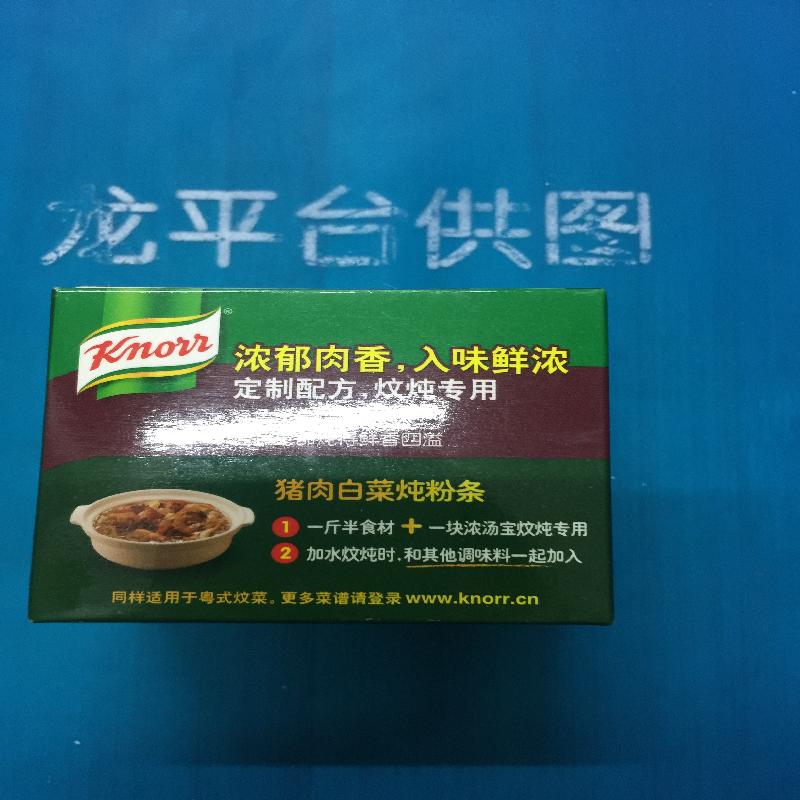 龙平台供图
Knorr®
浓郁肉香，入味鲜浓
定制配方，炆炖专用
鲜香四溢
猪肉白菜炖粉条
1 一斤半食材 + 一块浓汤宝炆炖专用
2 加水炆炖时，和其他调味料一起加入
同样适用于粤式炆菜。更多菜谱请登录 www.knorr.cn